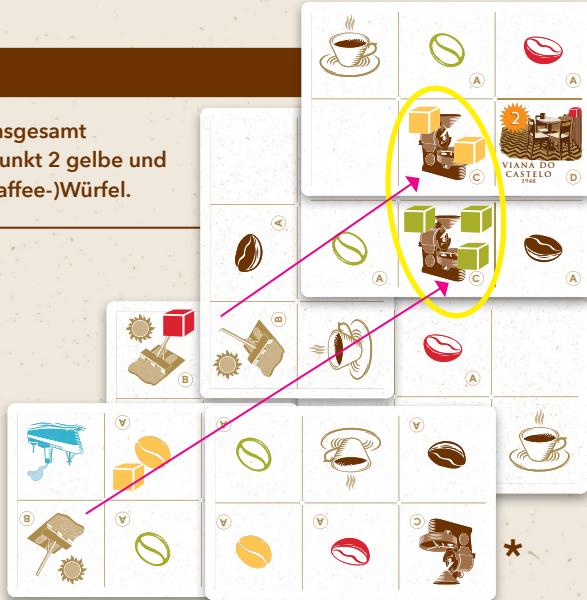 A
A
nsgesamt
unkt 2 gelbe und
affee-)Würfel.
2
VIANA DO
CASTELO
1948
C
D
A
A
C
A
B
B
A
A
A
A
B
A
A
A
C
*